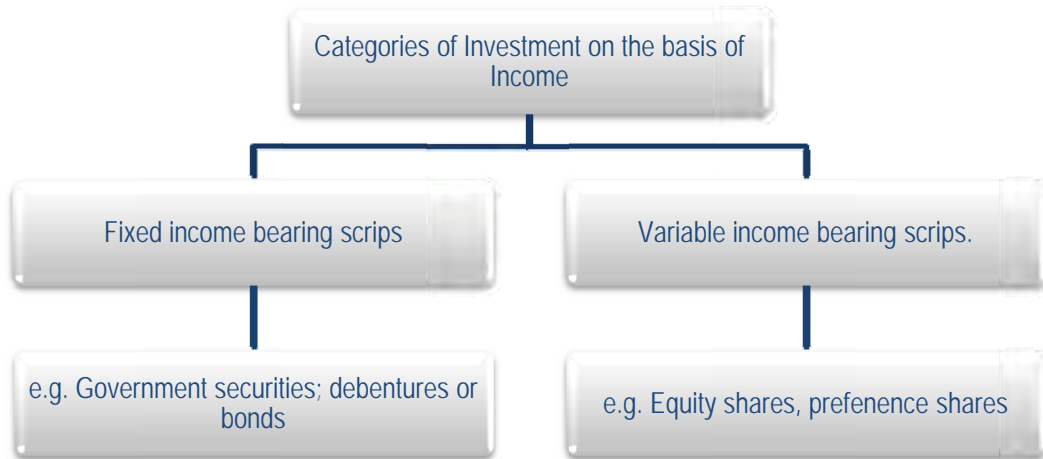 Categories of Investment on the basis of
Income
Fixed income bearing scrips
Variable income bearing scrips.
e.g. Government securities; debentures or
bonds
e.g. Equity shares, prefenence shares